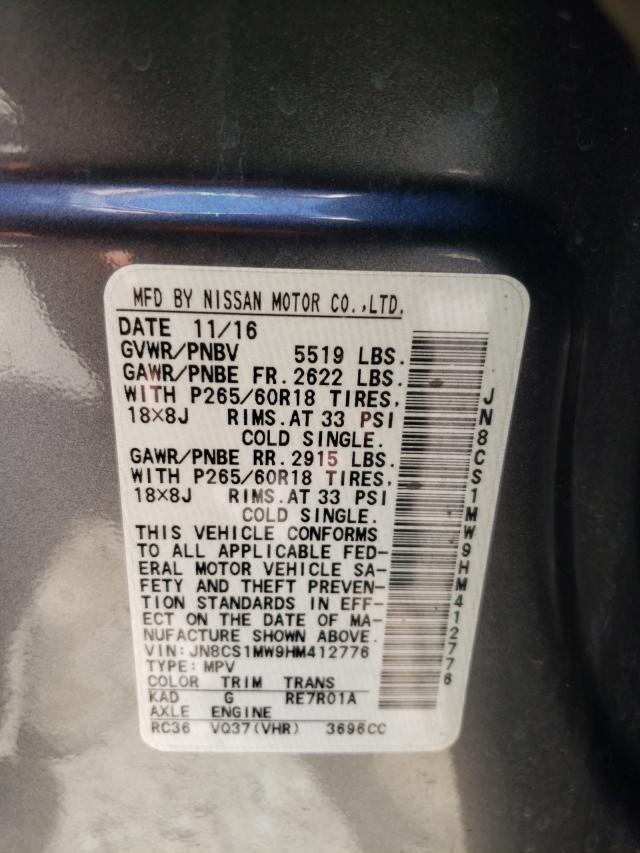 MFD BY NISSAN MOTOR CO.,LTD.
DATE 11/16
GVWR/PNBV 5519 LBS.
GAWR/PNBE FR. 2622 LBS.
WITH P265/60R18 TIRES,
18×8J RIMS.AT 33 PSI
COLD SINGLE.
GAWR/PNBE RR. 2915 LBS.
WITH P265/60R18 TIRES,
18×8J RIMS.AT 33 PSI
COLD SINGLE.
THIS VEHICLE CONFORMS
TO ALL APPLICABLE FED-
ERAL MOTOR VEHICLE SA-
FETY AND THEFT PREVEN-
TION STANDARDS IN EFF-
ECT ON THE DATE OF MA-
NUFACTURE SHOWN ABOVE.
VIN:JN8CS1MW9HM412776
TYPE:MPV
COLOR TRIM TRANS
KAD G RE7R01A
AXLE ENGINE
RC36 VQ37(VHR) 3696CC
JN8CS1MW9HM412776